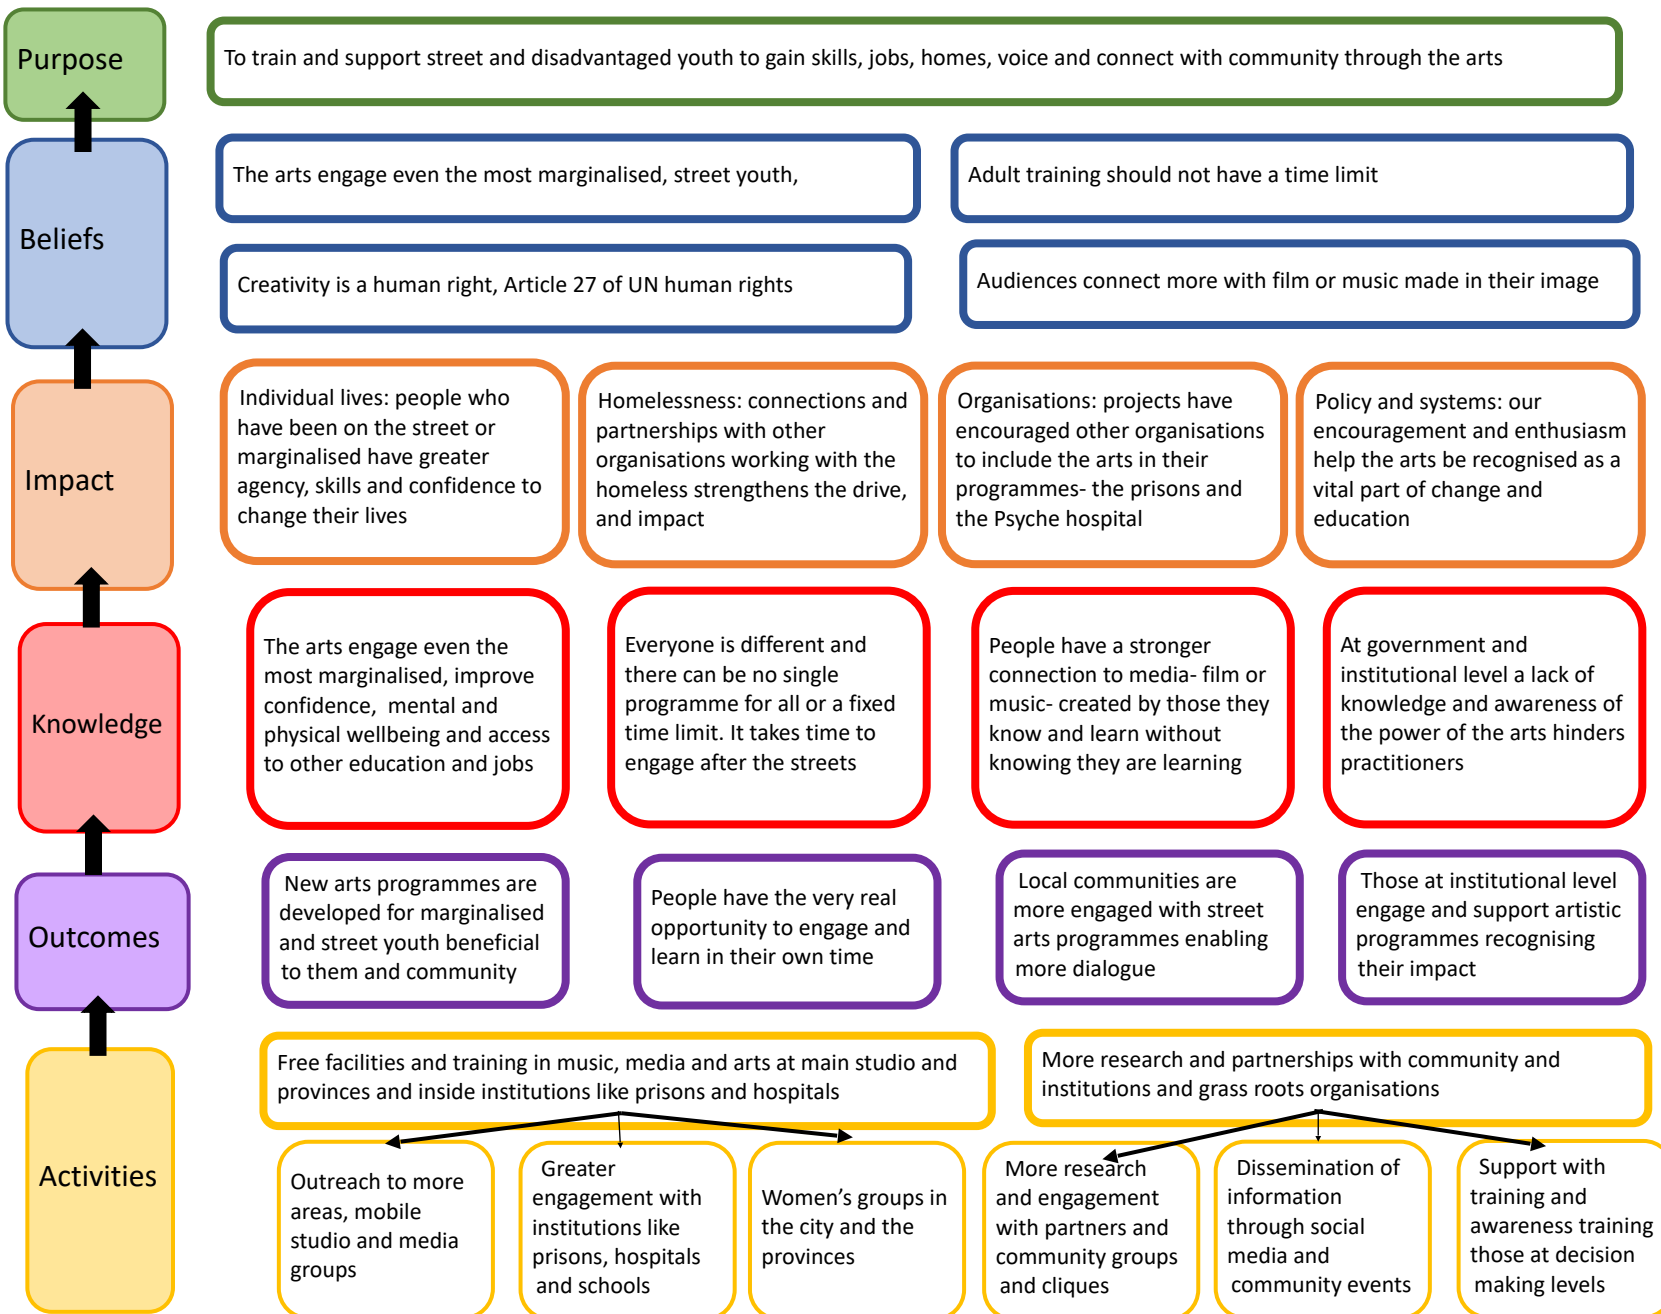 Purpose
To train and support street and disadvantaged youth to gain skills, jobs, homes, voice and connect with community through the arts
Beliefs
The arts engage even the most marginalised, street youth,
Adult training should not have a time limit
Creativity is a human right, Article 27 of UN human rights
Audiences connect more with film or music made in their image
Impact
Individual lives: people who
have been on the street or
marginalised have greater
agency, skills and confidence to
change their lives
Homelessness: connections and
partnerships with other
organisations working with the
homeless strengthens the drive,
and impact
Organisations: projects have
encouraged other organisations
to include the arts in their
programmes- the prisons and
the Psyche hospital
Policy and systems: our
encouragement and enthusiasm
help the arts be recognised as a
vital part of change and
education
Knowledge
The arts engage even the
most marginalised, improve
confidence, mental and
physical wellbeing and access
to other education and jobs
Everyone is different and
there can be no single
programme for all or a fixed
time limit. It takes time to
engage after the streets
People have a stronger
connection to media- film or
music- created by those they
know and learn without
knowing they are learning
At government and
institutional level a lack of
knowledge and awareness of
the power of the arts hinders
practitioners
Outcomes
New arts programmes are
developed for marginalised
and street youth beneficial
to them and community
People have the very real
opportunity to engage and
learn in their own time
Local communities are
more engaged with street
arts programmes enabling
more dialogue
Those at institutional level
engage and support artistic
programmes recognising
their impact
Activities
Free facilities and training in music, media and arts at main studio and
provinces and inside institutions like prisons and hospitals
More research and partnerships with community and
institutions and grass roots organisations
Outreach to more
areas, mobile
studio and media
groups
Greater
engagement with
institutions like
prisons, hospitals
and schools
Women's groups in
the city and the
provinces
More research
and engagement
with partners and
community groups
and cliques
Dissemination of
information
through social
media and
community events
Support with
training and
awareness training
those at decision
making levels